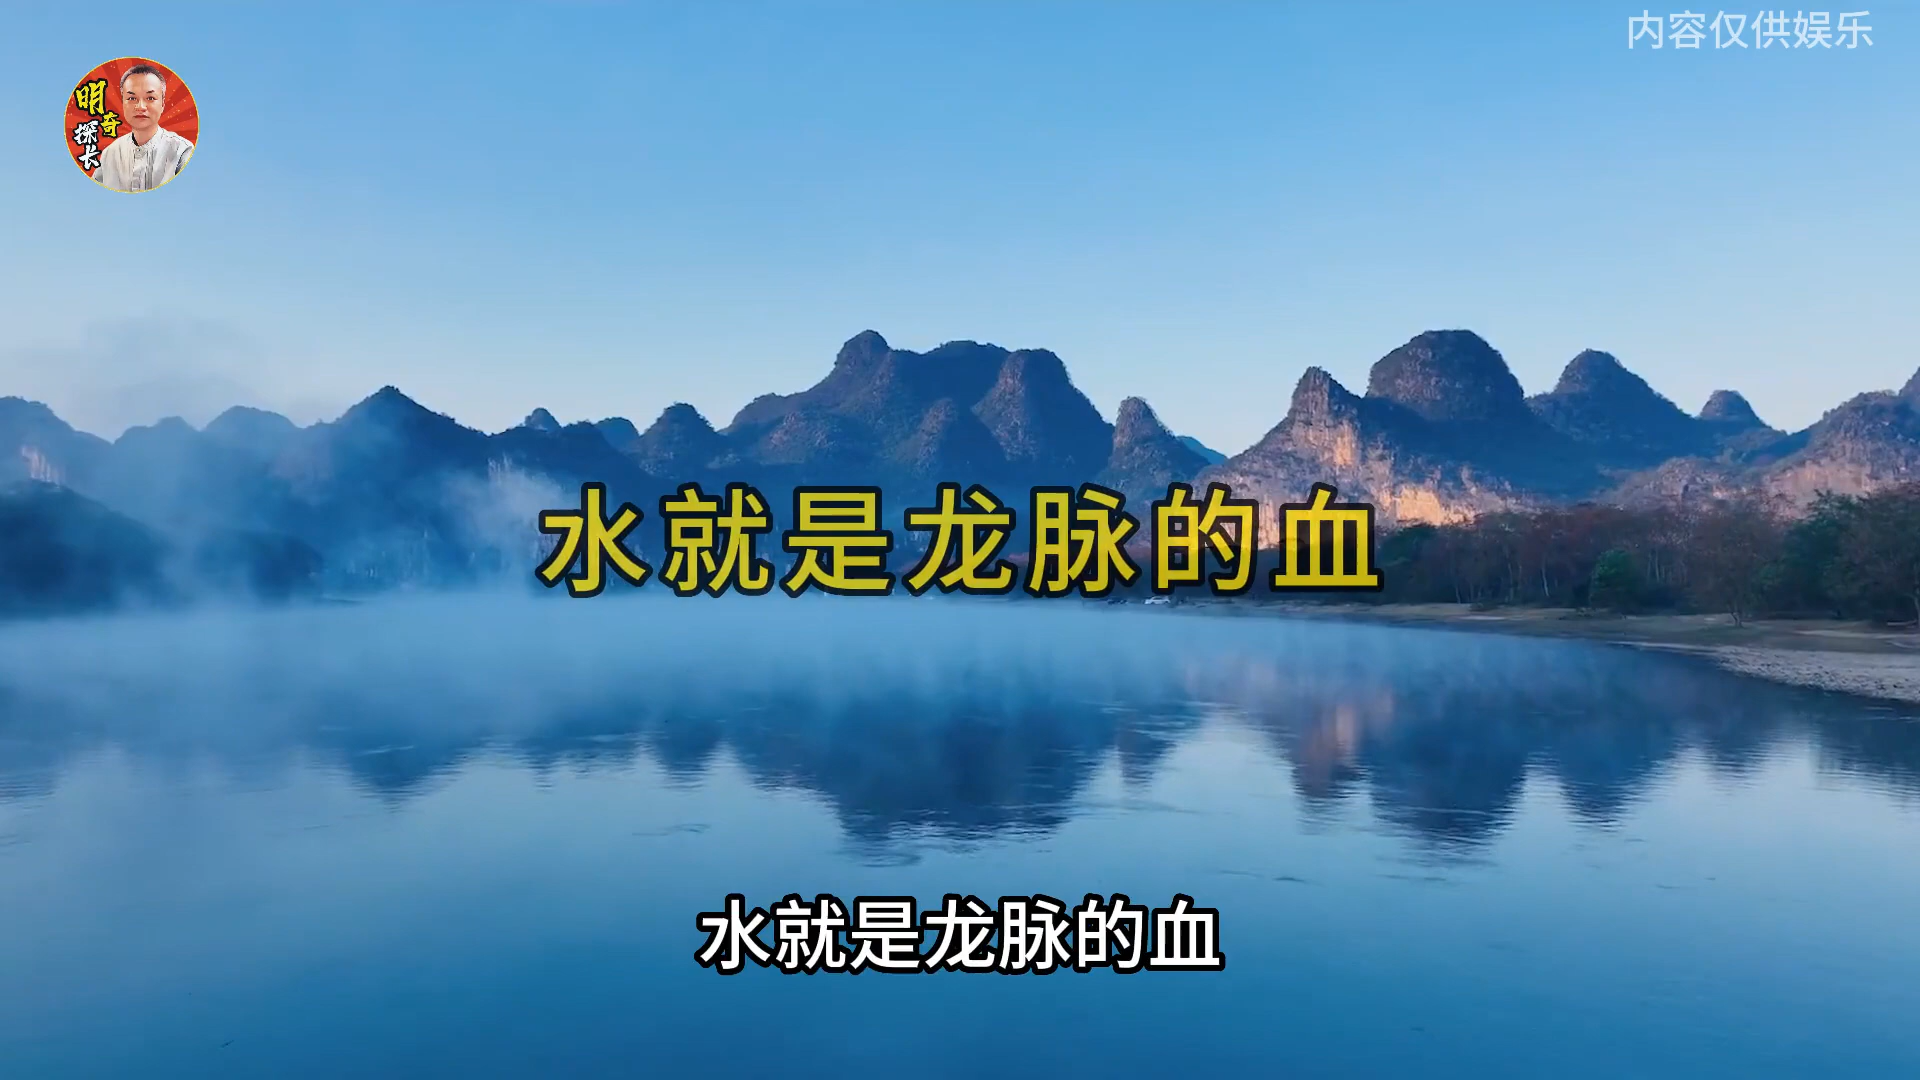 内容仅供娱乐
明奇
探长
水就是龙脉的血
水就是龙脉的血